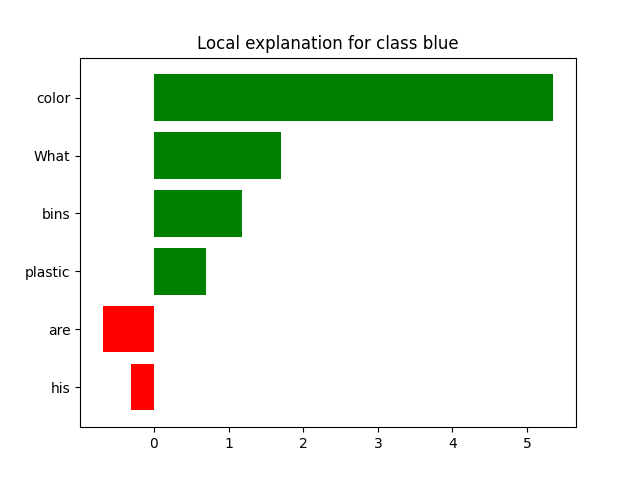 Local explanation for class blue
color
What
bins
plastic
are
his
0 1 2 3 4 5